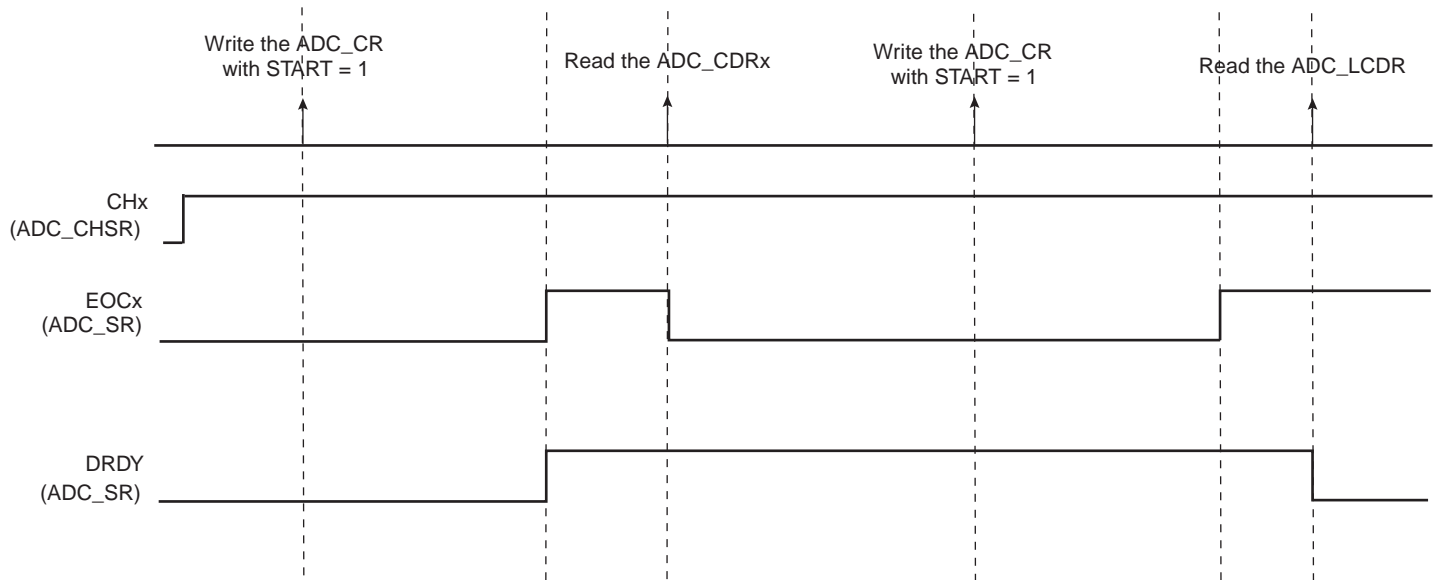 Write the ADC_CR
with START = 1
Read the ADC_CDRx
Write the ADC_CR
with START = 1
Read the ADC_LCDR
CHx
(ADC_CHSR)
EOCx
(ADC_SR)
DRDY
(ADC_SR)